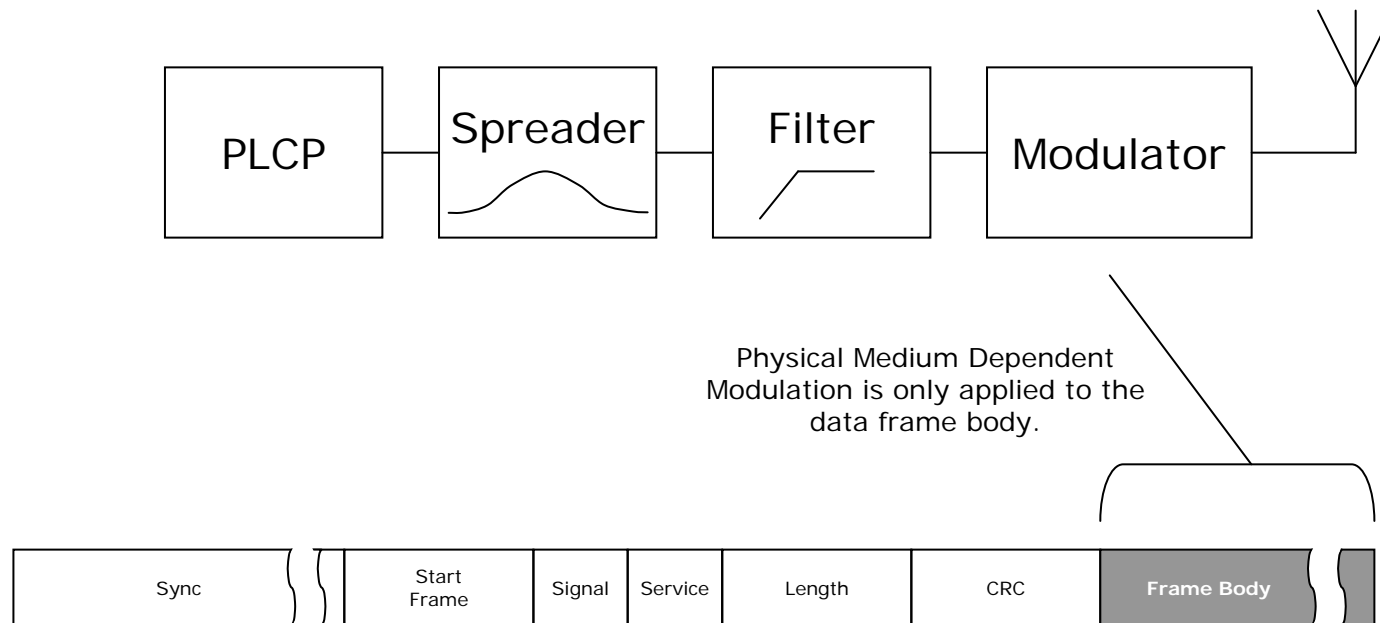 PLCP
Spreader
Filter
Modulator
Physical Medium Dependent
Modulation is only applied to the
data frame body.
Sync
Start
Frame
Signal
Service
Length
CRC
Frame Body